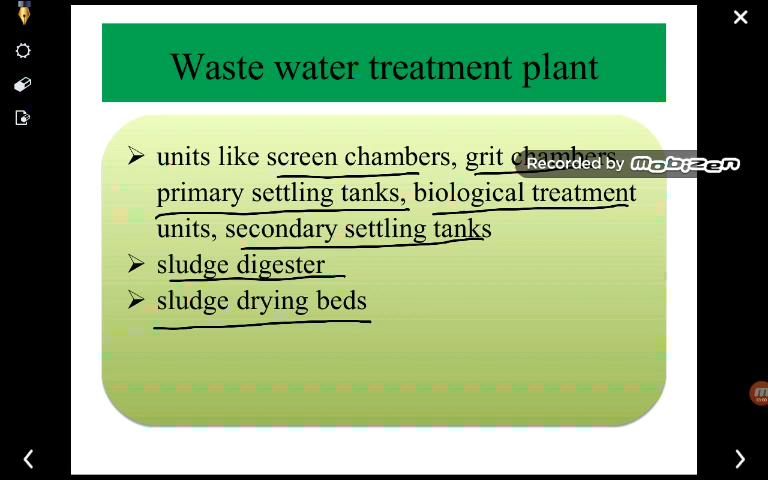 Waste water treatment plant
➢ units like screen chambers, grit chambers,
Recorded by mobizen
primary settling tanks, biological treatment
units, secondary settling tanks
➢ sludge digester
➢ sludge drying beds